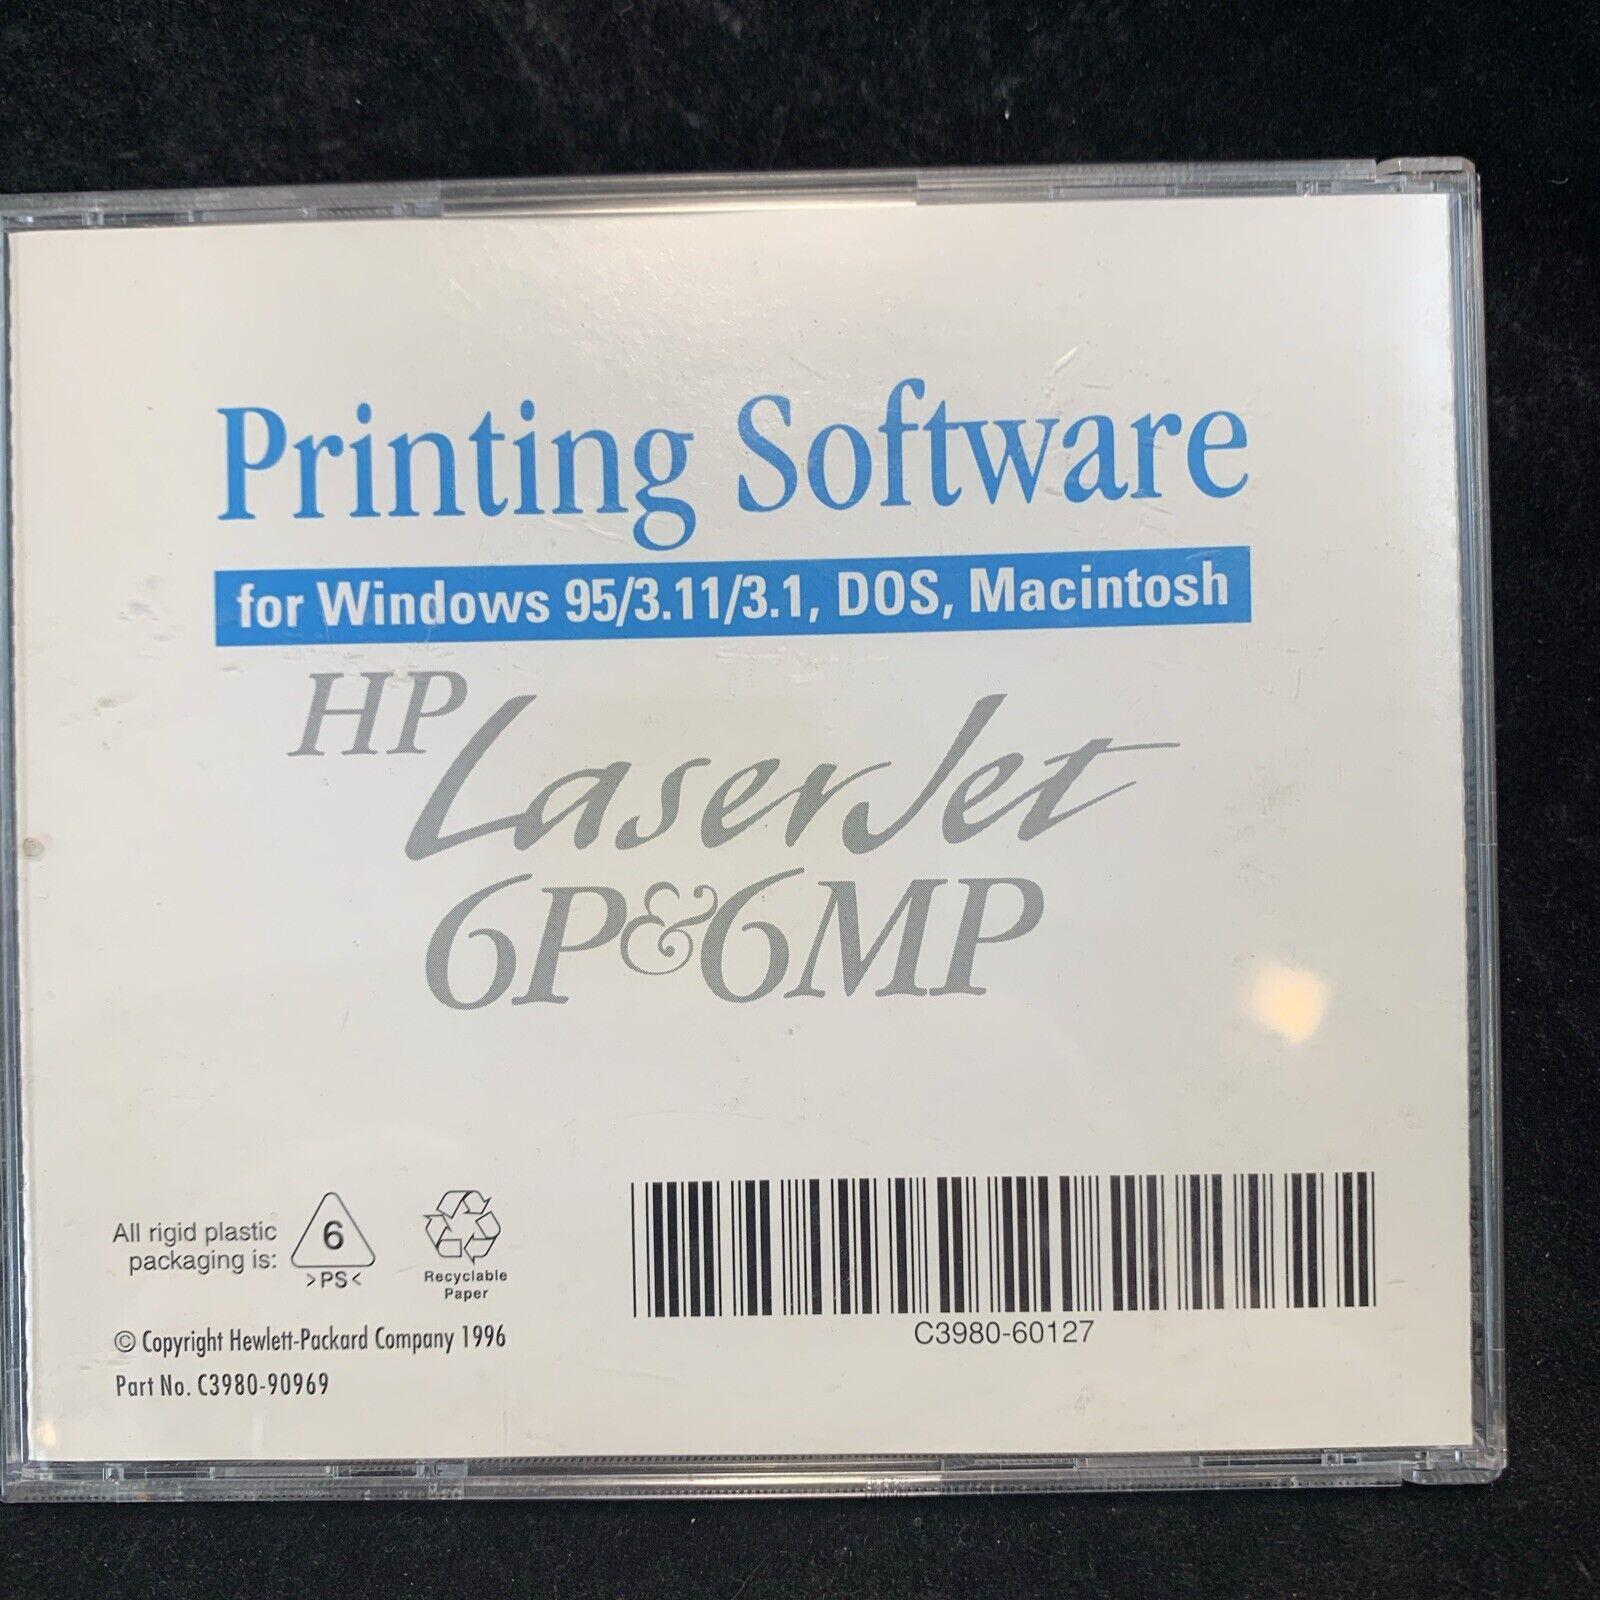 Printing Software
for Windows 95/3.11/3.1, DOS, Macintosh
HP
LaserJet
6P&6MP
All rigid plastic
packaging is:
6
>PS<
Recyclable
Paper
© Copyright Hewlett-Packard Company 1996
Part No. C3980-90969
C3980-60127